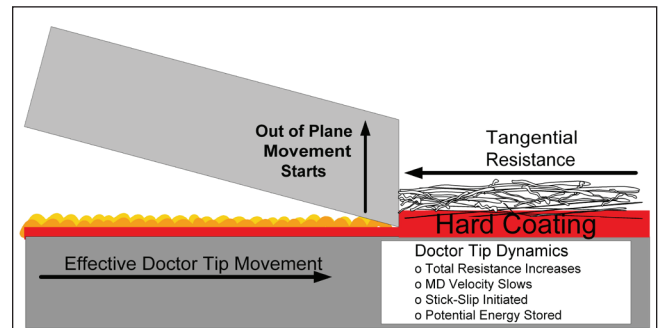 Out of Plane
Movement
Starts
Tangential
Resistance
Hard Coating
Effective Doctor Tip Movement
Doctor Tip Dynamics
o Total Resistance Increases
o MD Velocity Slows
o Stick-Slip Initiated
o Potential Energy Stored